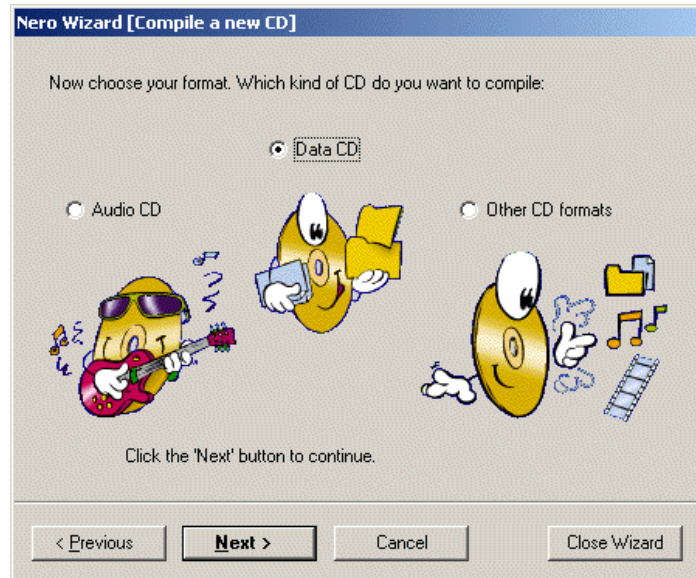 Nero Wizard [Compile a new CD]
Now choose your format. Which kind of CD do you want to compile:
Data CD
Audio CD
Other CD formats
Click the 'Next' button to continue.
< Previous
Next >
Cancel
Close Wizard